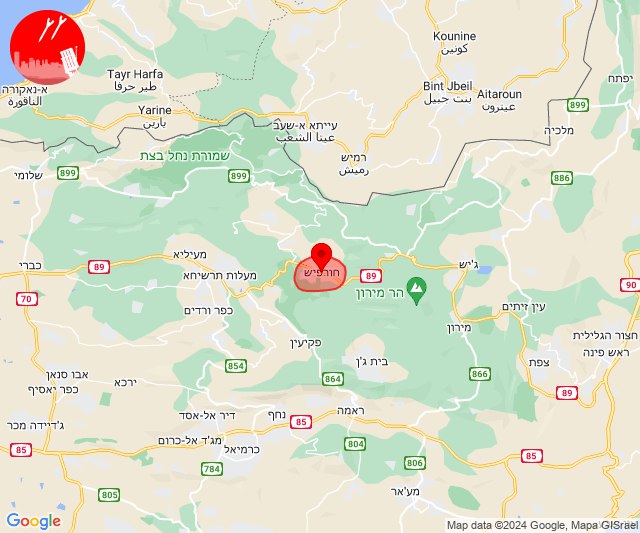 Kounine
كونين
Tayr Harfa
طير حرفا
Bint Jbeil
بنت جبيل
Aitaroun
عيترون
יפתח
א-נאקורה
الناقورة
Yarine
يارين
899
עייתא א-שעב
عيتا الشعب
מלכיה
רמיש
رميش
שמורת נחל בצת
שלומי
899
899
886
מעיליא
כברי
89
מעלות תרשיחא
חורפיש
89
ג'יש
90
70
הר מירון
כפר ורדים
עין זיתים
מירון
חצור הגלילית
ראש פינה
פקיעין
צפת
בית ג'ן
854
866
אבו סנאן
כפר יאסיף
ירכא
864
89
ג'דיידה מכר
דיר אל-אסד
נחף
ראמה
85
85
מג'ד אל-כרום
כרמיאל
804
85
784
806
805
מע'אר
Google
Map data ©2024 Google, Mapa GISrael